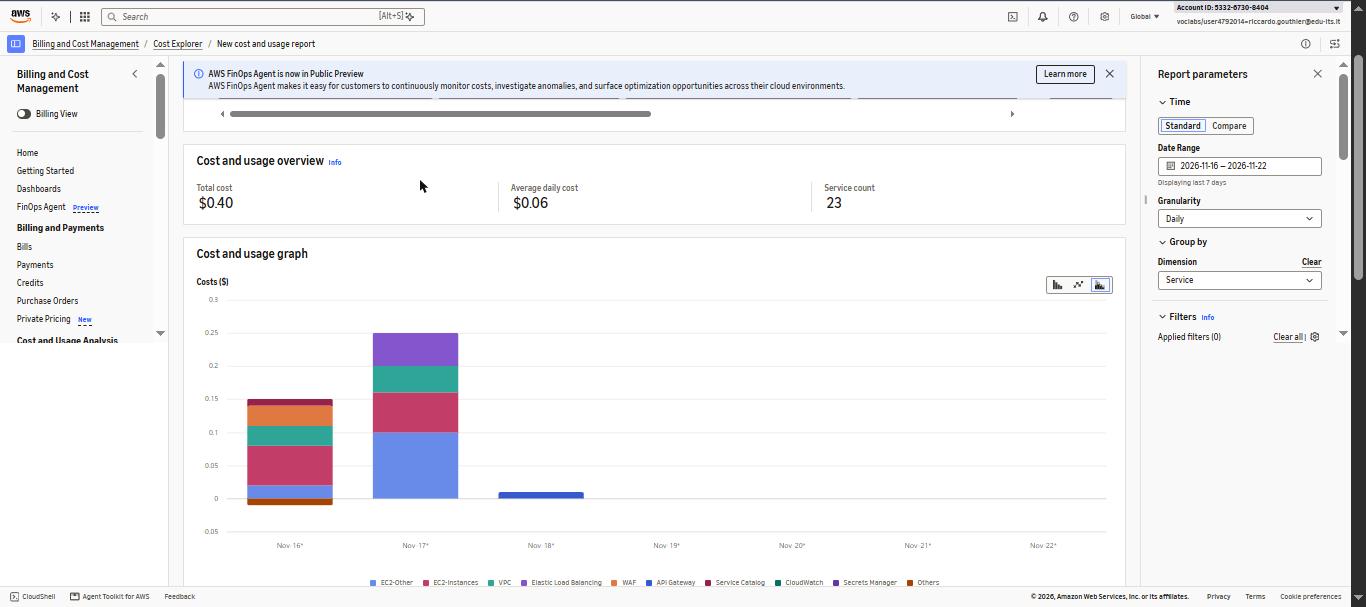 aws
Search
[Alt+S]
Global
Account ID: 5332-6730-8404
voclabs/user4792014=riccardo.gouthier@edu-its.it
Billing and Cost Management / Cost Explorer / New cost and usage report
Billing and Cost
Management
Billing View
Home
Getting Started
Dashboards
FinOps Agent Preview
Billing and Payments
Bills
Payments
Credits
Purchase Orders
Private Pricing New
Cost and Usage Analysis
AWS FinOps Agent is now in Public Preview
AWS FinOps Agent makes it easy for customers to continuously monitor costs, investigate anomalies, and surface optimization opportunities across their cloud environments.
Learn more
Cost and usage overview Info
Total cost
$0.40
Average daily cost
$0.06
Service count
23
Cost and usage graph
Costs ($)
0.3
0.25
0.2
0.15
0.1
0.05
0
0.05
Nov-16* Nov-17* Nov-18* Nov-19* Nov-20* Nov-21* Nov-22*
EC2-Other EC2-Instances VPC Elastic Load Balancing WAF API Gateway Service Catalog CloudWatch Secrets Manager Others
Report parameters
Time
Standard Compare
Date Range
2026-11-16 — 2026-11-22
Displaying last 7 days
Granularity
Daily
Group by
Dimension Clear
Service
Filters Info
Applied filters (0) Clear all
CloudShell Agent Toolkit for AWS Feedback
© 2026, Amazon Web Services, Inc. or its affiliates. Privacy Terms Cookie preferences